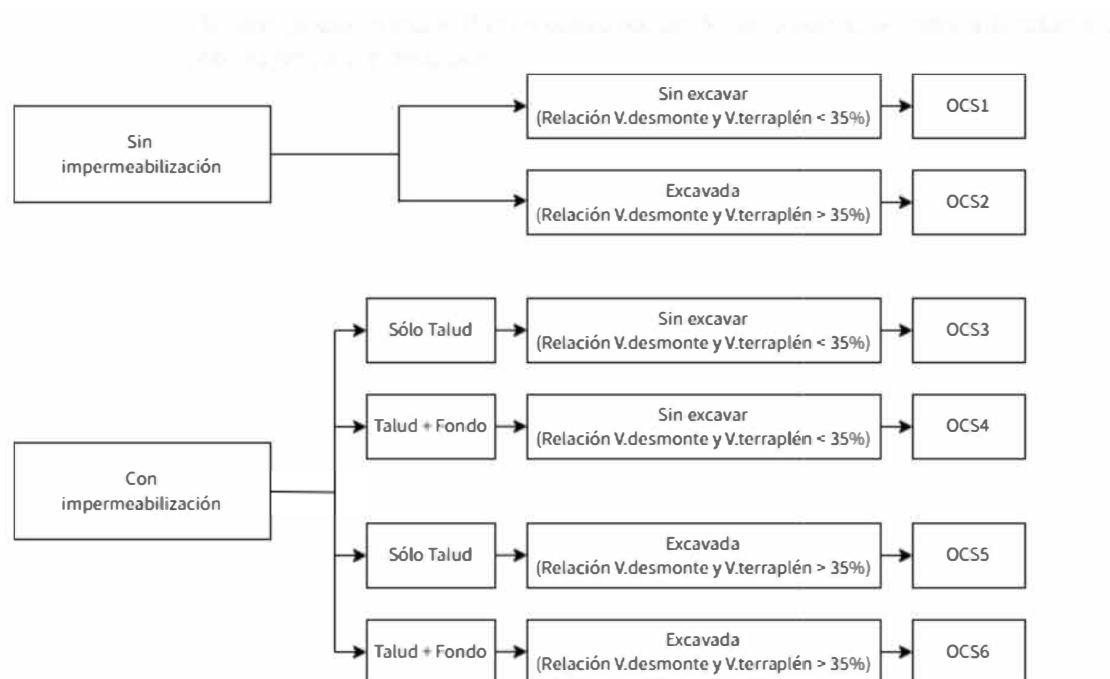 Sin
impermeabilización
Sin excavar
(Relación V.desmonte y V.terraplén < 35%)
OCS1
Excavada
(Relación V.desmonte y V.terraplén > 35%)
OCS2
Con
impermeabilización
Sólo Talud
Sin excavar
(Relación V.desmonte y V.terraplén < 35%)
OCS3
Talud + Fondo
Sin excavar
(Relación V.desmonte y V.terraplén < 35%)
OCS4
Sólo Talud
Excavada
(Relación V.desmonte y V.terraplén > 35%)
OCS5
Talud + Fondo
Excavada
(Relación V.desmonte y V.terraplén > 35%)
OCS6